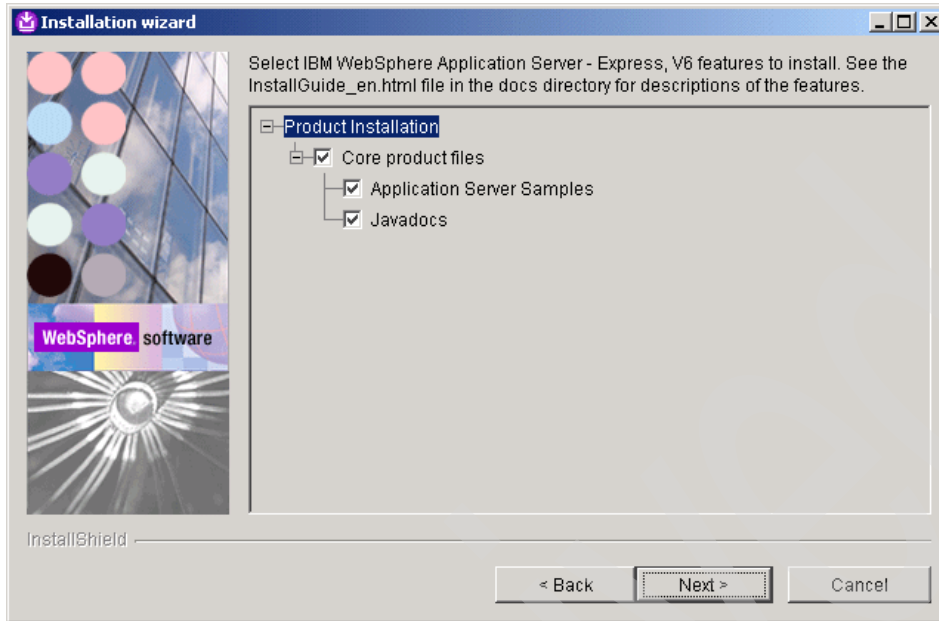 Installation wizard
Select IBM WebSphere Application Server - Express, V6 features to install. See the
InstallGuide_en.html file in the docs directory for descriptions of the features.
Product Installation
Core product files
Application Server Samples
Javadocs
WebSphere. software
InstallShield
< Back
Next >
Cancel